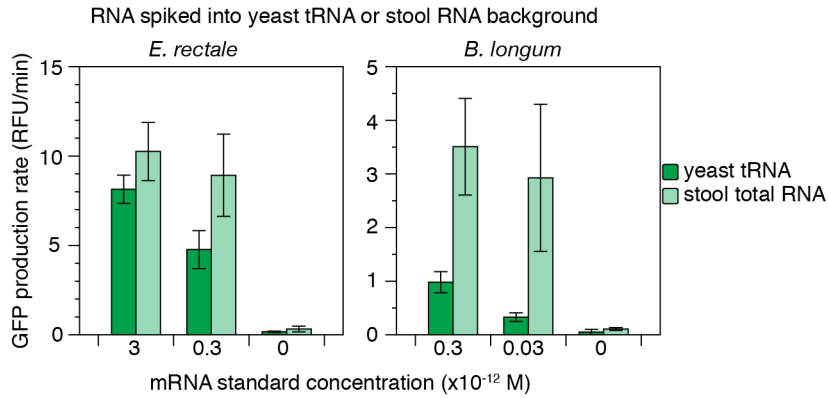 RNA spiked into yeast tRNA or stool RNA background
E. rectale
B. longum
GFP production rate (RFU/min)
15
10
5
0
3
0.3
0
5
4
3
2
1
0
0.3
0.03
0
yeast tRNA
stool total RNA
mRNA standard concentration (x10⁻¹² M)